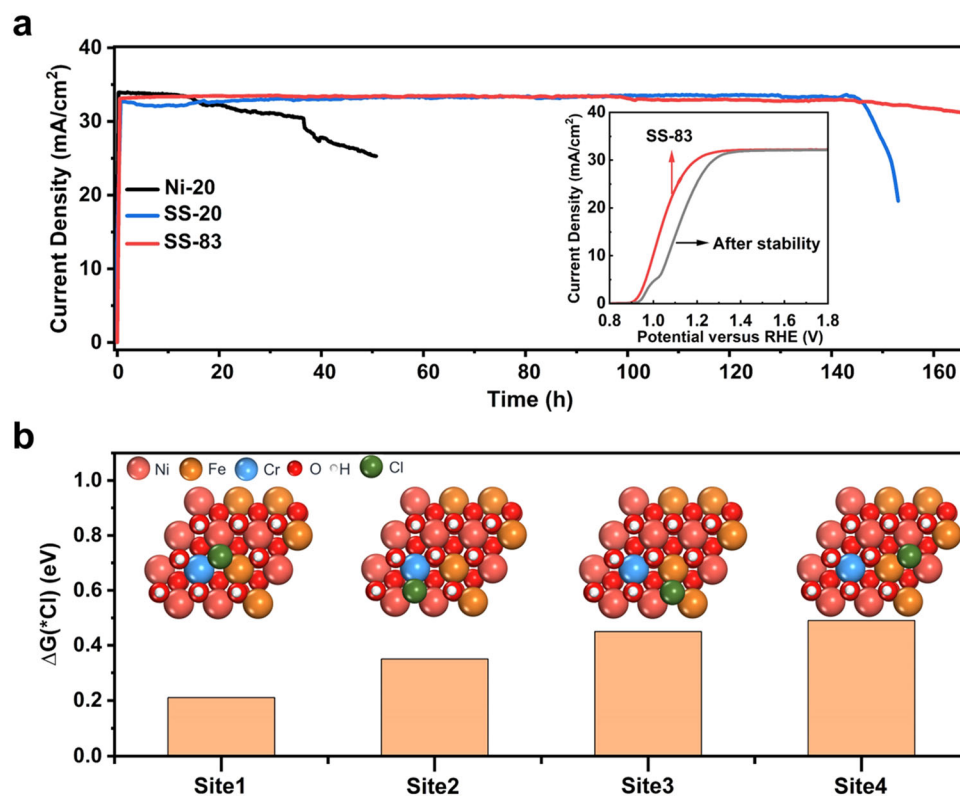 a
Current Density (mA/cm²)
40
30
20
10
0
Ni-20
SS-20
SS-83
0 20 40 60 80 100 120 140 160
Time (h)
Current Density (mA/cm²)
40
30
20
10
0
SS-83
After stability
0.8 1.0 1.2 1.4 1.6 1.8
Potential versus RHE (V)
b
Ni Fe Cr O H Cl
ΔG(*Cl) (eV)
1.0
0.8
0.6
0.4
0.2
0.0
Site1 Site2 Site3 Site4